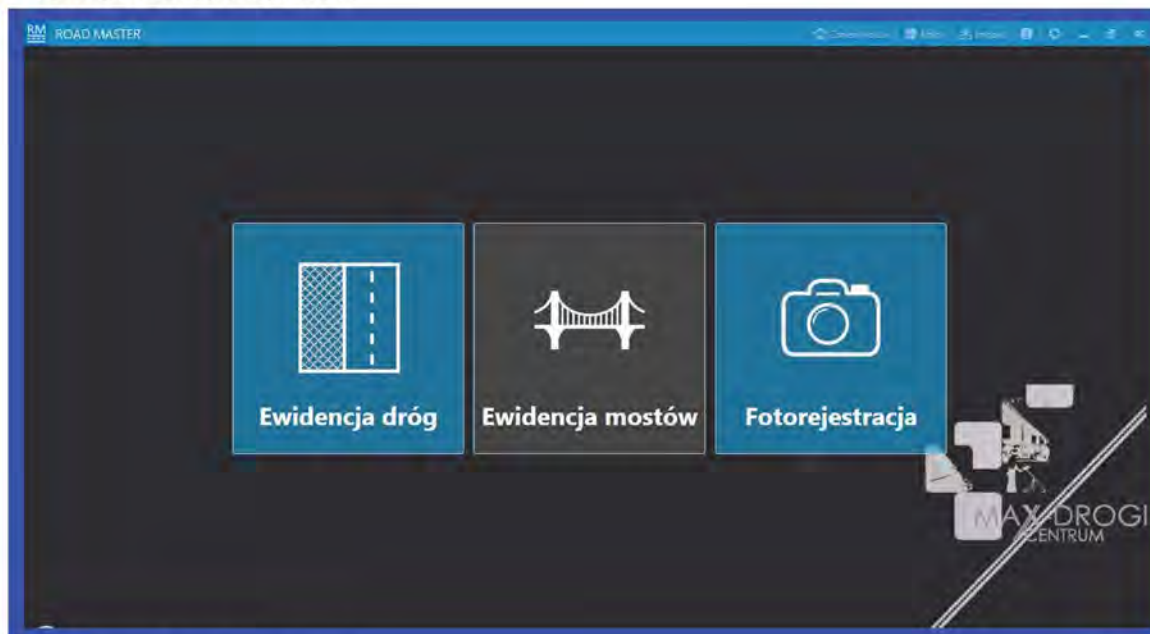 RM ROAD MASTER
Ewidencja dróg
Ewidencja mostów
Fotorejestracja
MAX-DROGI
CENTRUM